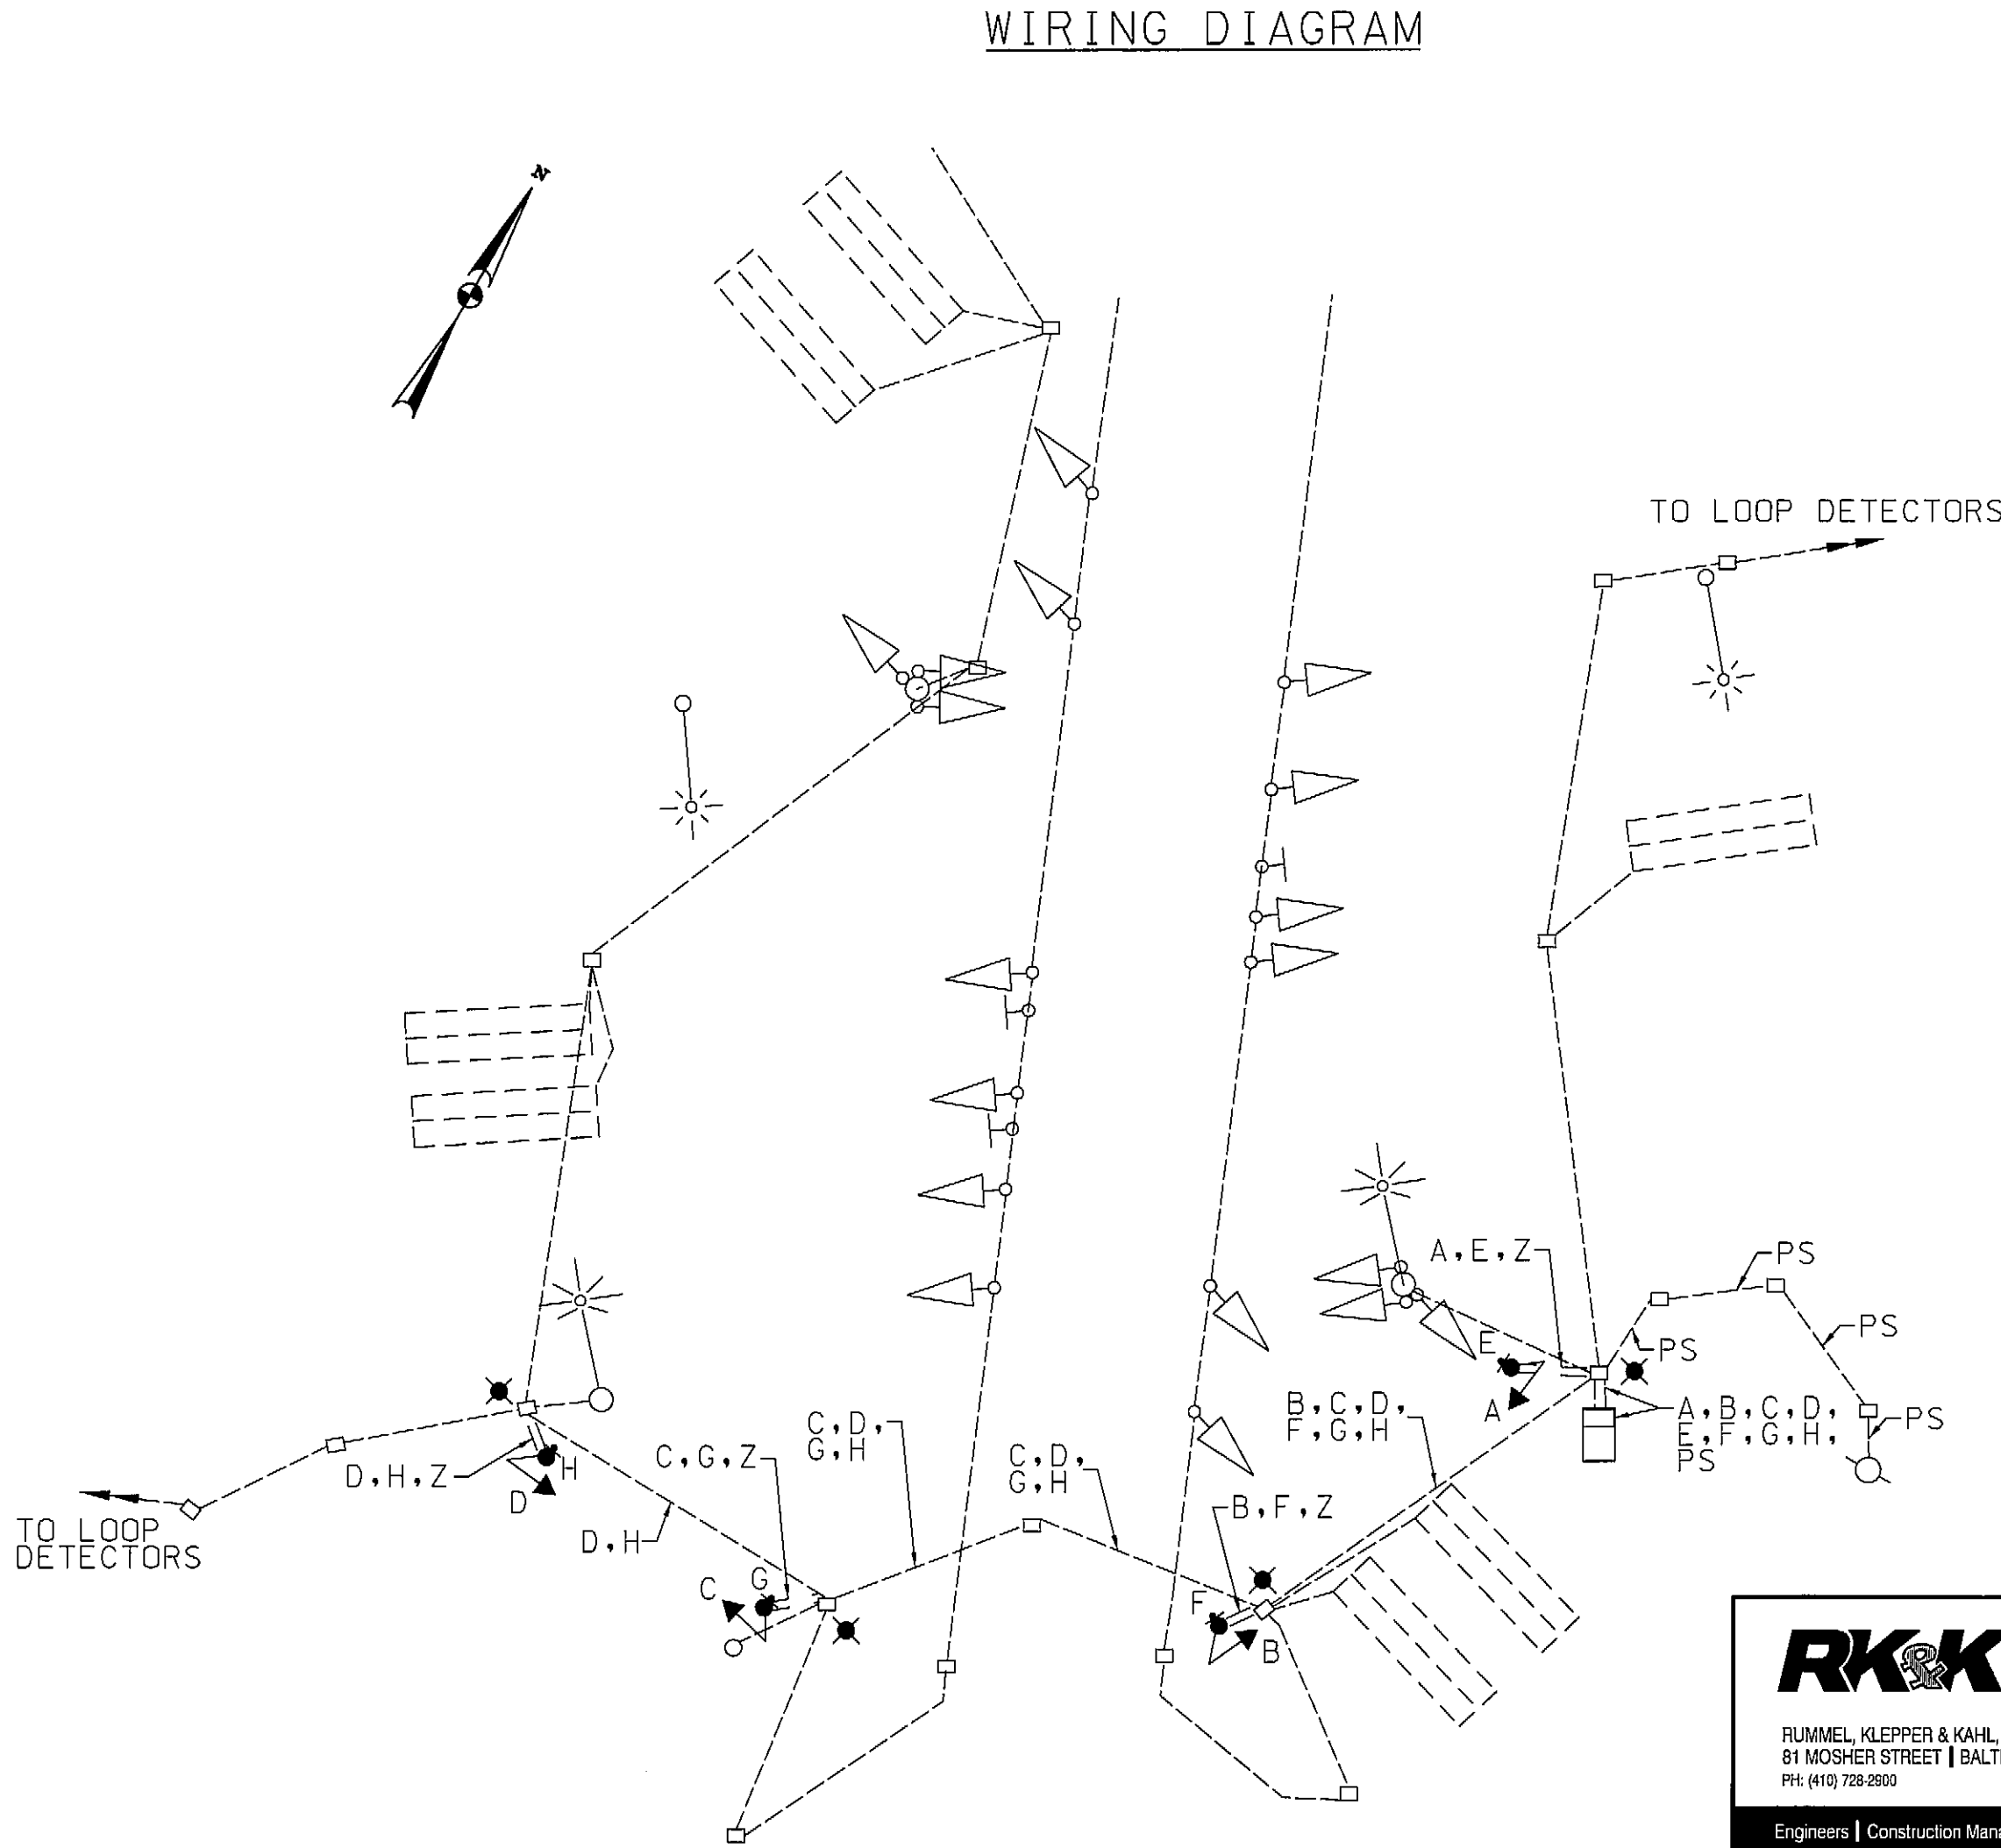 WIRING DIAGRAM
N
TO LOOP DETECTORS
A,E,Z
PS
PS
E
PS
A
B,C,D,
F,G,H
A,B,C,D,
E,F,G,H,
PS
PS
C,D,
G,H
C,G,Z
C,D,
G,H
D,H,Z
H
D
B,F,Z
TO LOOP
DETECTORS
D,H
C
G
F
B
RK&K
RUMMEL, KLEPPER & KAHL,
81 MOSHER STREET | BALT
PH: (410) 728-2900
Engineers | Construction Mana